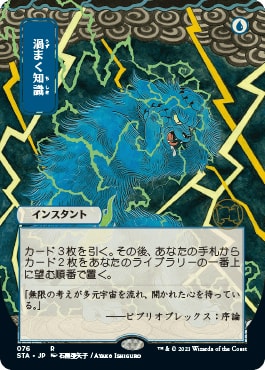 渦まく知識
うず ちしき
インスタント
カード３枚を引く。その後、あなたの手札から
カード２枚をあなたのライブラリーの一番上
に望む順番で置く。
「無限の考えが多元宇宙を流れ、開かれた心を待って
いる。」
――ビブリオプレックス：序論
076 R
STA・JP 石黒亜矢子/AYAKO ISHIGURO
™ & © 2021 Wizards of the Coast